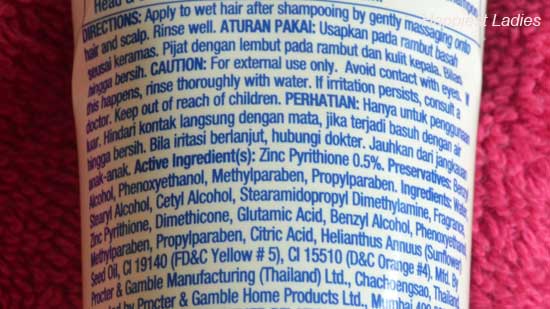 Head & 
Happiest Ladies
DIRECTIONS: Apply to wet hair after shampooing by gently massaging onto
hair and scalp. Rinse well. ATURAN PAKAI: Usapkan pada rambut Basah
seusai keramas. Pijat dengan lembut pada rambut dan kulit kepala. Bilas
hingga bersih. CAUTION: For external use only. Avoid contact with eyes. If
this happens, rinse thoroughly with water. If irritation persists, consult a
doctor. Keep out of reach of children. PERHATIAN: Hanya untuk penggunaan
luar. Hindari kontak langsung dengan mata, jika terjadi basuh dengan air
hingga bersih. Bila iritasi berlanjut, hubungi dokter. Jauhkan dari jangkauan
anak-anak. Active Ingredient(s): Zinc Pyrithione 0.5%. Preservatives: Benzyl
Alcohol, Phenoxyethanol, Methylparaben, Propylparaben. Ingredients: Water,
Stearyl Alcohol, Cetyl Alcohol, Stearamidopropyl Dimethylamine, Fragrance,
Zinc Pyrithione, Dimethicone, Glutamic Acid, Benzyl Alcohol, Phenoxyethanol,
Methylparaben, Propylparaben, Citric Acid, Helianthus Annuus (Sunflower)
Seed Oil, CI 19140 (FD&C Yellow # 5), CI 15510 (D&C Orange #4). Mtd. By
Procter & Gamble Manufacturing (Thailand) Ltd., Chachoengsao, Thailand.
by Procter & Gamble Home Products Ltd., Mumbai 400